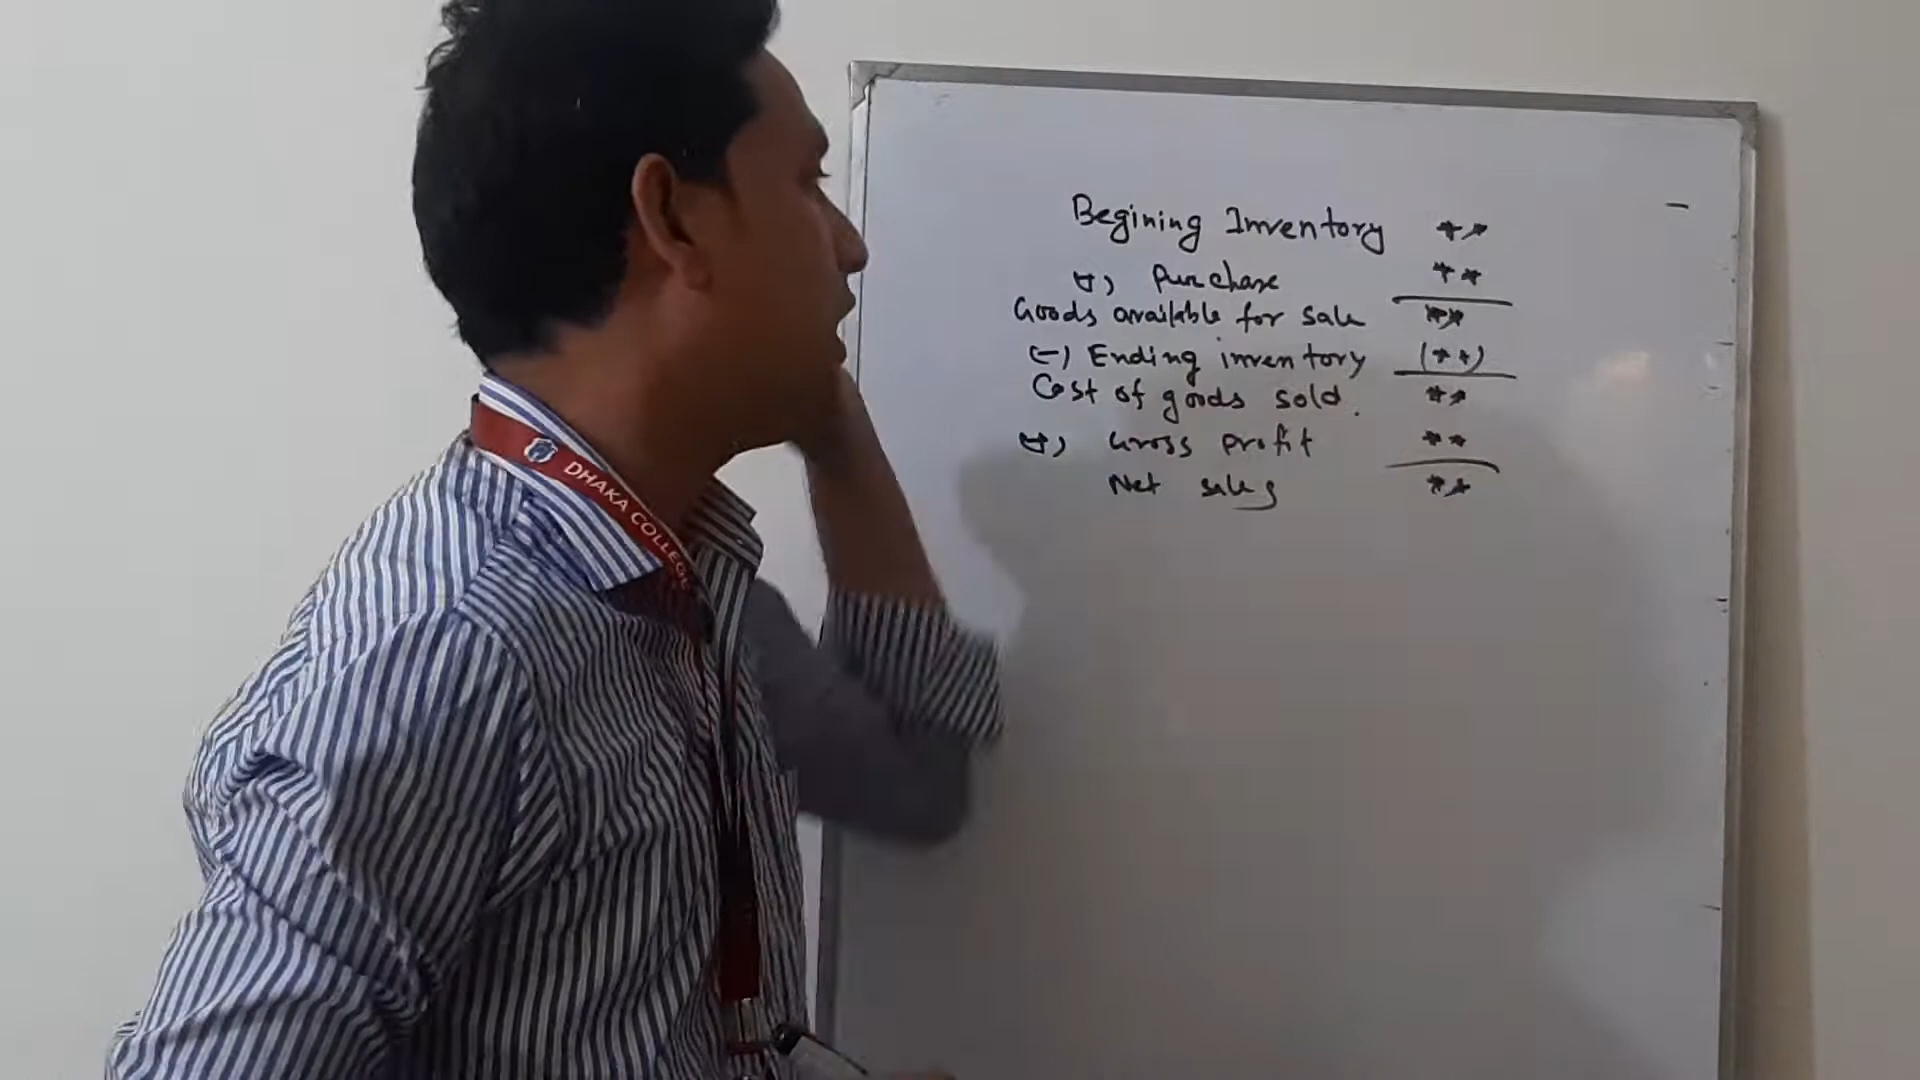 Begining Inventory **
(+) Purchase **
Goods available for sale **
(-) Ending inventory (**)
Cost of goods sold. **
(+) Gross profit **
Net sales **
DHAKA COLLEGE